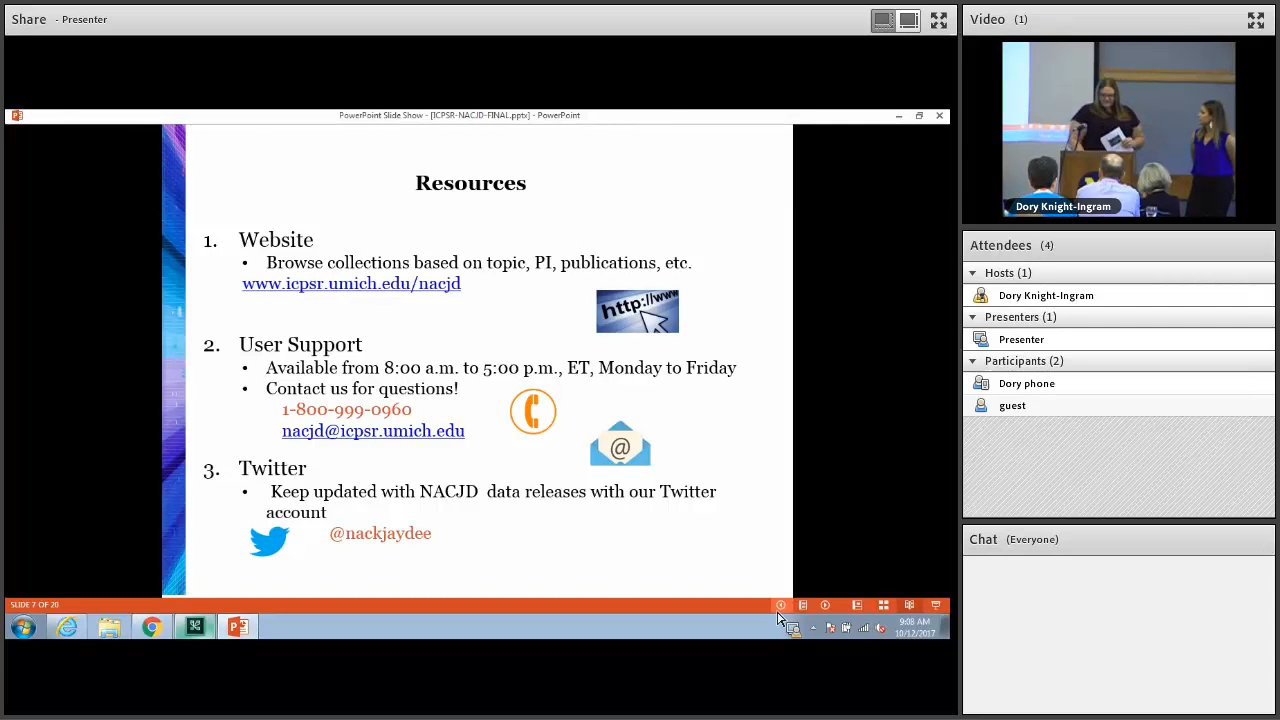 Share - Presenter
PowerPoint Slide Show - [ICPSR-NACJD-FINAL.pptx] - PowerPoint
Resources
1. Website
• Browse collections based on topic, PI, publications, etc.
www.icpsr.umich.edu/nacjd
http://www
2. User Support
• Available from 8:00 a.m. to 5:00 p.m., ET, Monday to Friday
• Contact us for questions!
1-800-999-0960
nacjd@icpsr.umich.edu
@
3. Twitter
• Keep updated with NACJD data releases with our Twitter
account
@nackjaydee
SLIDE 7 OF 20
9:08 AM
10/12/2017
Video (1)
Dory Knight-Ingram
Attendees (4)
Hosts (1)
Dory Knight-Ingram
Presenters (1)
Presenter
Participants (2)
Dory phone
guest
Chat (Everyone)